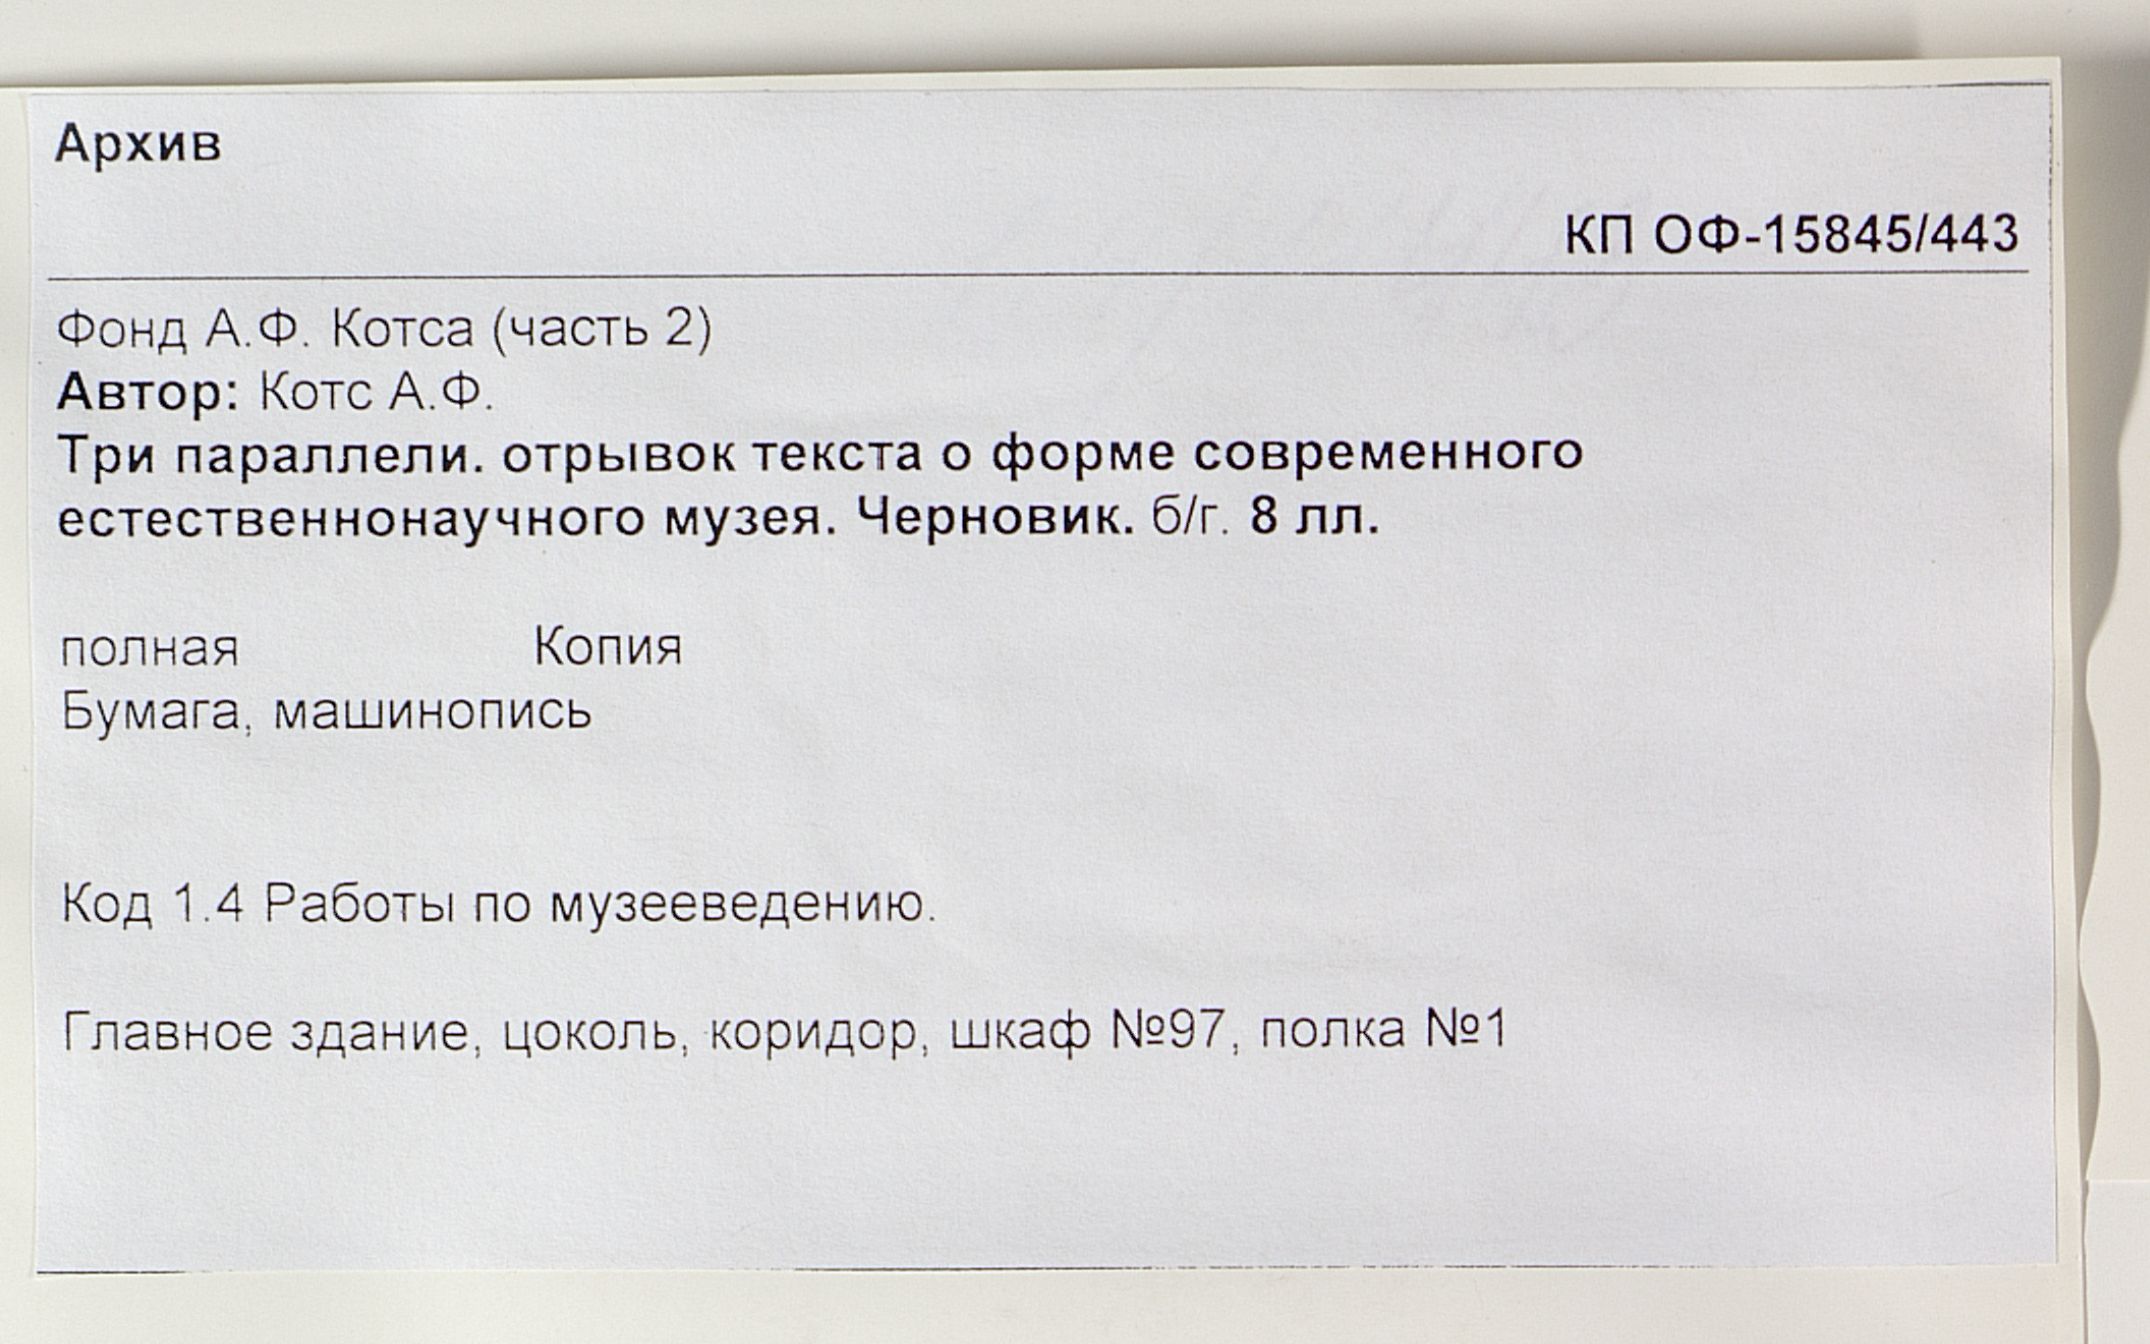 Архив
КП ОФ-15845/443
Фонд А.Ф. Котса (часть 2)
Автор: Котс А.Ф.
Три параллели. отрывок текста о форме современного
естественнонаучного музея. Черновик. б/г. 8 лл.
полная Копия
Бумага, машинопись
Код 1.4 Работы по музееведению.
Главное здание, цоколь, коридор, шкаф №97, полка №1